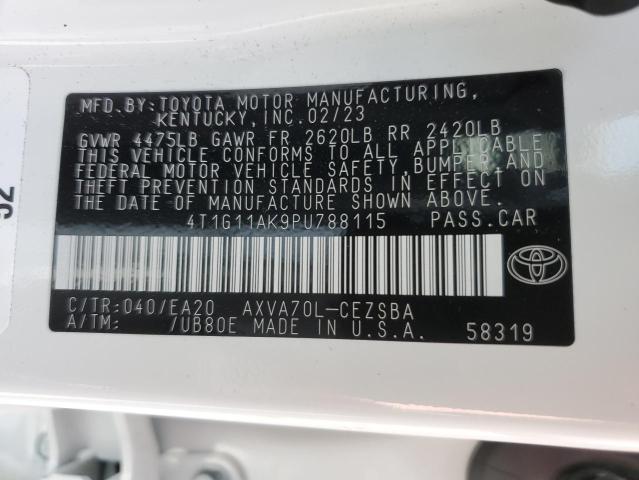 MFD.BY:TOYOTA MOTOR MANUFACTURING,
KENTUCKY,INC.02/23
GVWR 4475LB GAWR FR 2620LB RR 2420LB
THIS VEHICLE CONFORMS TO ALL APPLICABLE
FEDERAL MOTOR VEHICLE SAFETY,BUMPER,AND
THEFT PREVENTION STANDARDS IN EFFECT ON
THE DATE OF MANUFACTURE SHOWN ABOVE.
4T1G11AK9PU788115 PASS.CAR
C/TR:040/EA20 AXVA70L-CEZSBA
A/TM: /UB80E MADE IN U.S.A. 58319